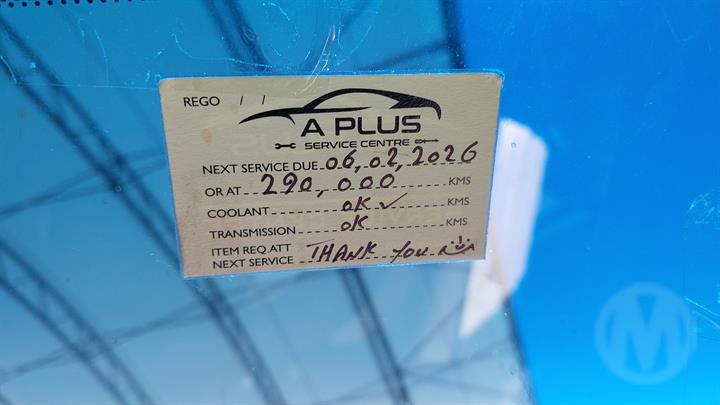 REGO / /
A PLUS
SERVICE CENTRE
NEXT SERVICE DUE 06,02,2026
OR AT 290,000 KMS
COOLANT OK ✓ KMS
TRANSMISSION OK KMS
ITEM REQ. ATT
NEXT SERVICE THANK YOU
M